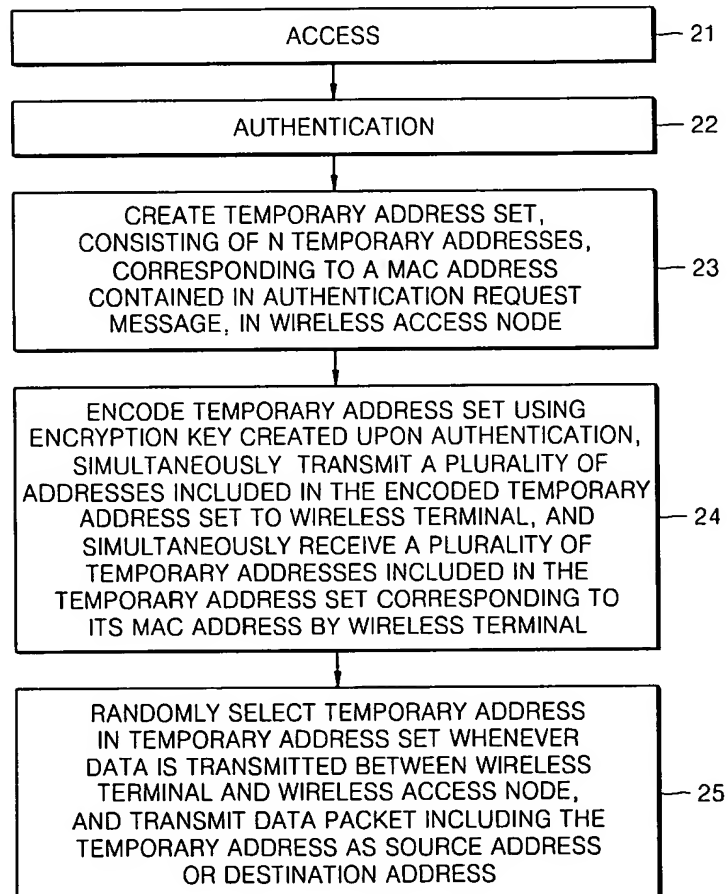 ACCESS
21
AUTHENTICATION
22
CREATE TEMPORARY ADDRESS SET,
CONSISTING OF N TEMPORARY ADDRESSES,
CORRESPONDING TO A MAC ADDRESS
CONTAINED IN AUTHENTICATION REQUEST
MESSAGE, IN WIRELESS ACCESS NODE
23
ENCODE TEMPORARY ADDRESS SET USING
ENCRYPTION KEY CREATED UPON AUTHENTICATION,
SIMULTANEOUSLY TRANSMIT A PLURALITY OF
ADDRESSES INCLUDED IN THE ENCODED TEMPORARY
ADDRESS SET TO WIRELESS TERMINAL, AND
SIMULTANEOUSLY RECEIVE A PLURALITY OF
TEMPORARY ADDRESSES INCLUDED IN THE
TEMPORARY ADDRESS SET CORRESPONDING TO
ITS MAC ADDRESS BY WIRELESS TERMINAL
24
RANDOMLY SELECT TEMPORARY ADDRESS
IN TEMPORARY ADDRESS SET WHENEVER
DATA IS TRANSMITTED BETWEEN WIRELESS
TERMINAL AND WIRELESS ACCESS NODE,
AND TRANSMIT DATA PACKET INCLUDING THE
TEMPORARY ADDRESS AS SOURCE ADDRESS
OR DESTINATION ADDRESS
25